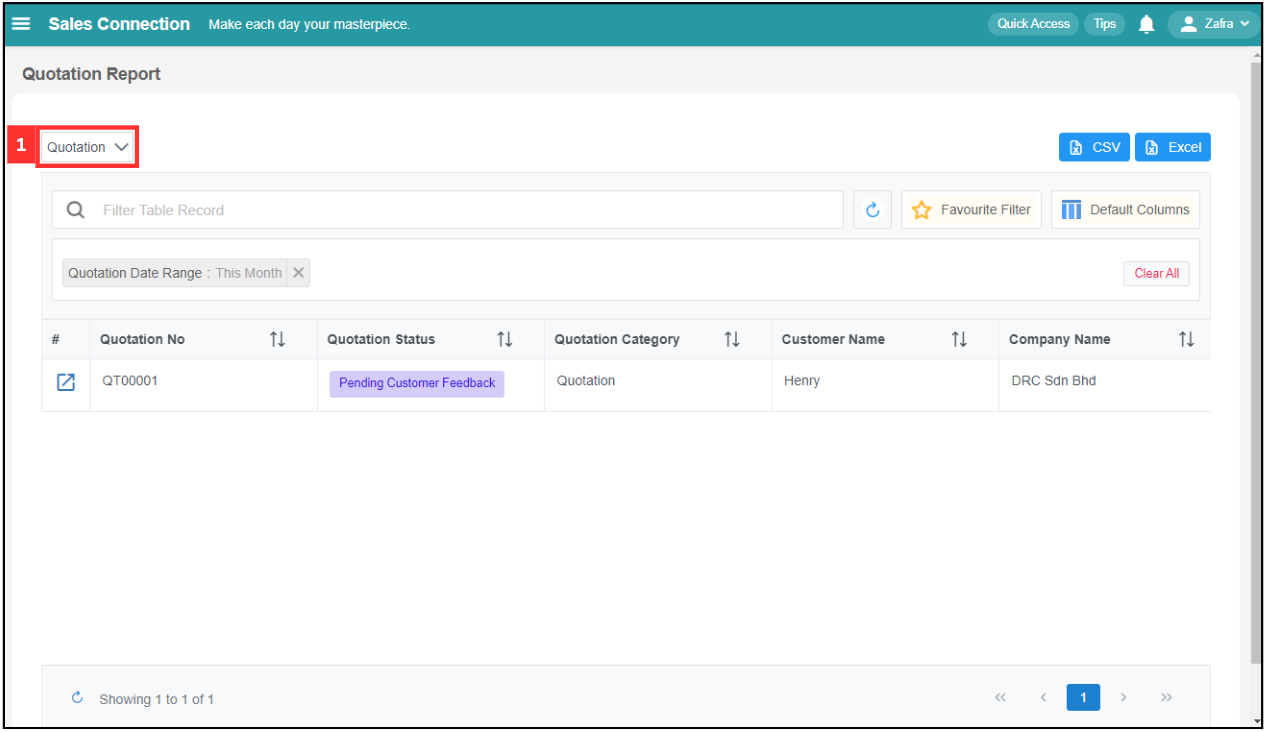 Sales Connection Make each day your masterpiece. Quick Access Tips Zafra
Quotation Report
1 Quotation CSV Excel
Filter Table Record Favourite Filter Default Columns
Quotation Date Range : This Month Clear All
# Quotation No Quotation Status Quotation Category Customer Name Company Name
QT00001 Pending Customer Feedback Quotation Henry DRC Sdn Bhd
Showing 1 to 1 of 1 << < 1 > >>